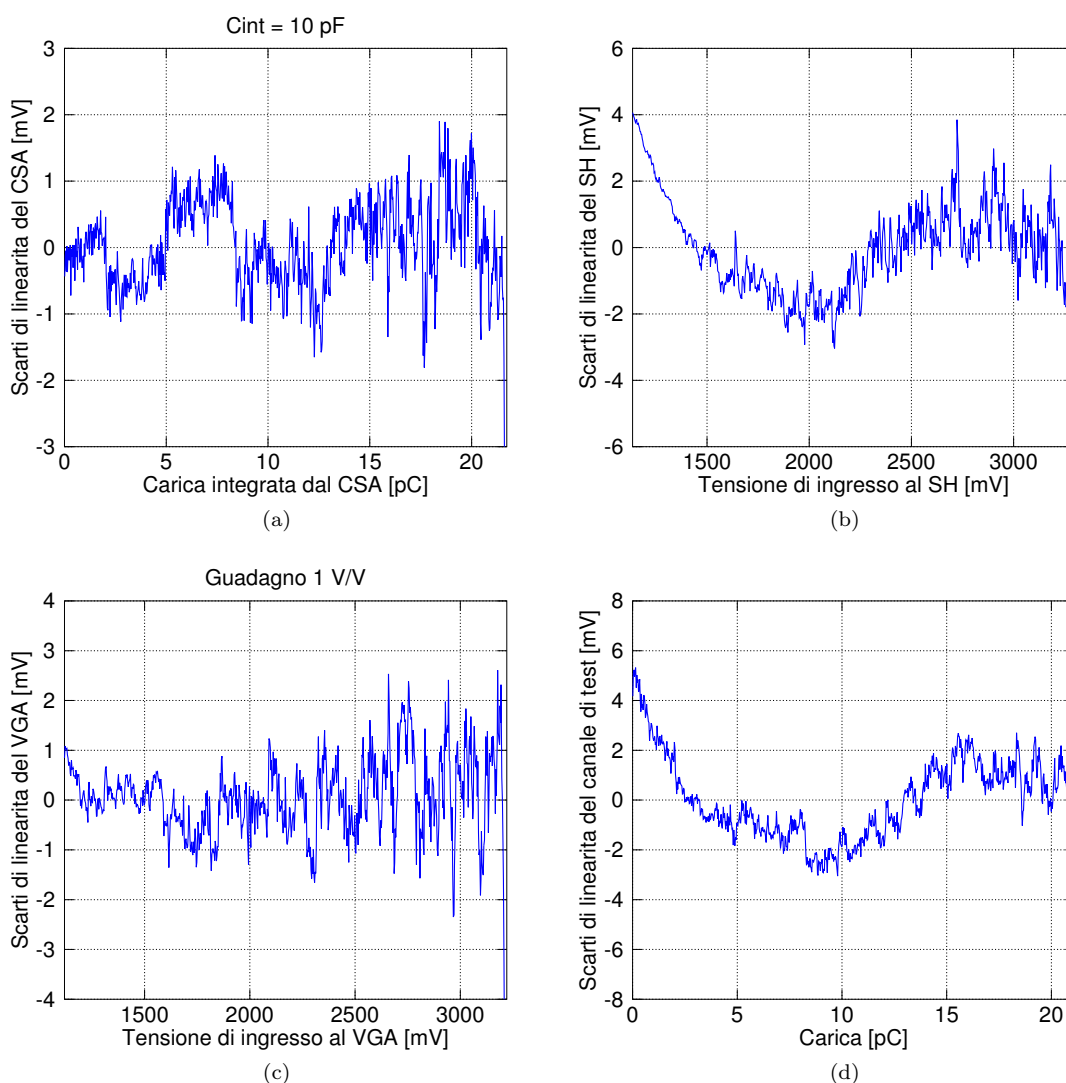 Cint = 10 pF
Scarti di linearita del CSA [mV]
3
2
1
0
-1
-2
-3
0 5 10 15 20
Carica integrata dal CSA [pC]
(a)
Scarti di linearita del SH [mV]
6
4
2
0
-2
-4
-6
1500 2000 2500 3000
Tensione di ingresso al SH [mV]
(b)
Guadagno 1 V/V
Scarti di linearita del VGA [mV]
4
3
2
1
0
-1
-2
-3
-4
1500 2000 2500 3000
Tensione di ingresso al VGA [mV]
(c)
Scarti di linearita del canale di test [mV]
8
6
4
2
0
-2
-4
-6
-8
0 5 10 15 20
Carica [pC]
(d)